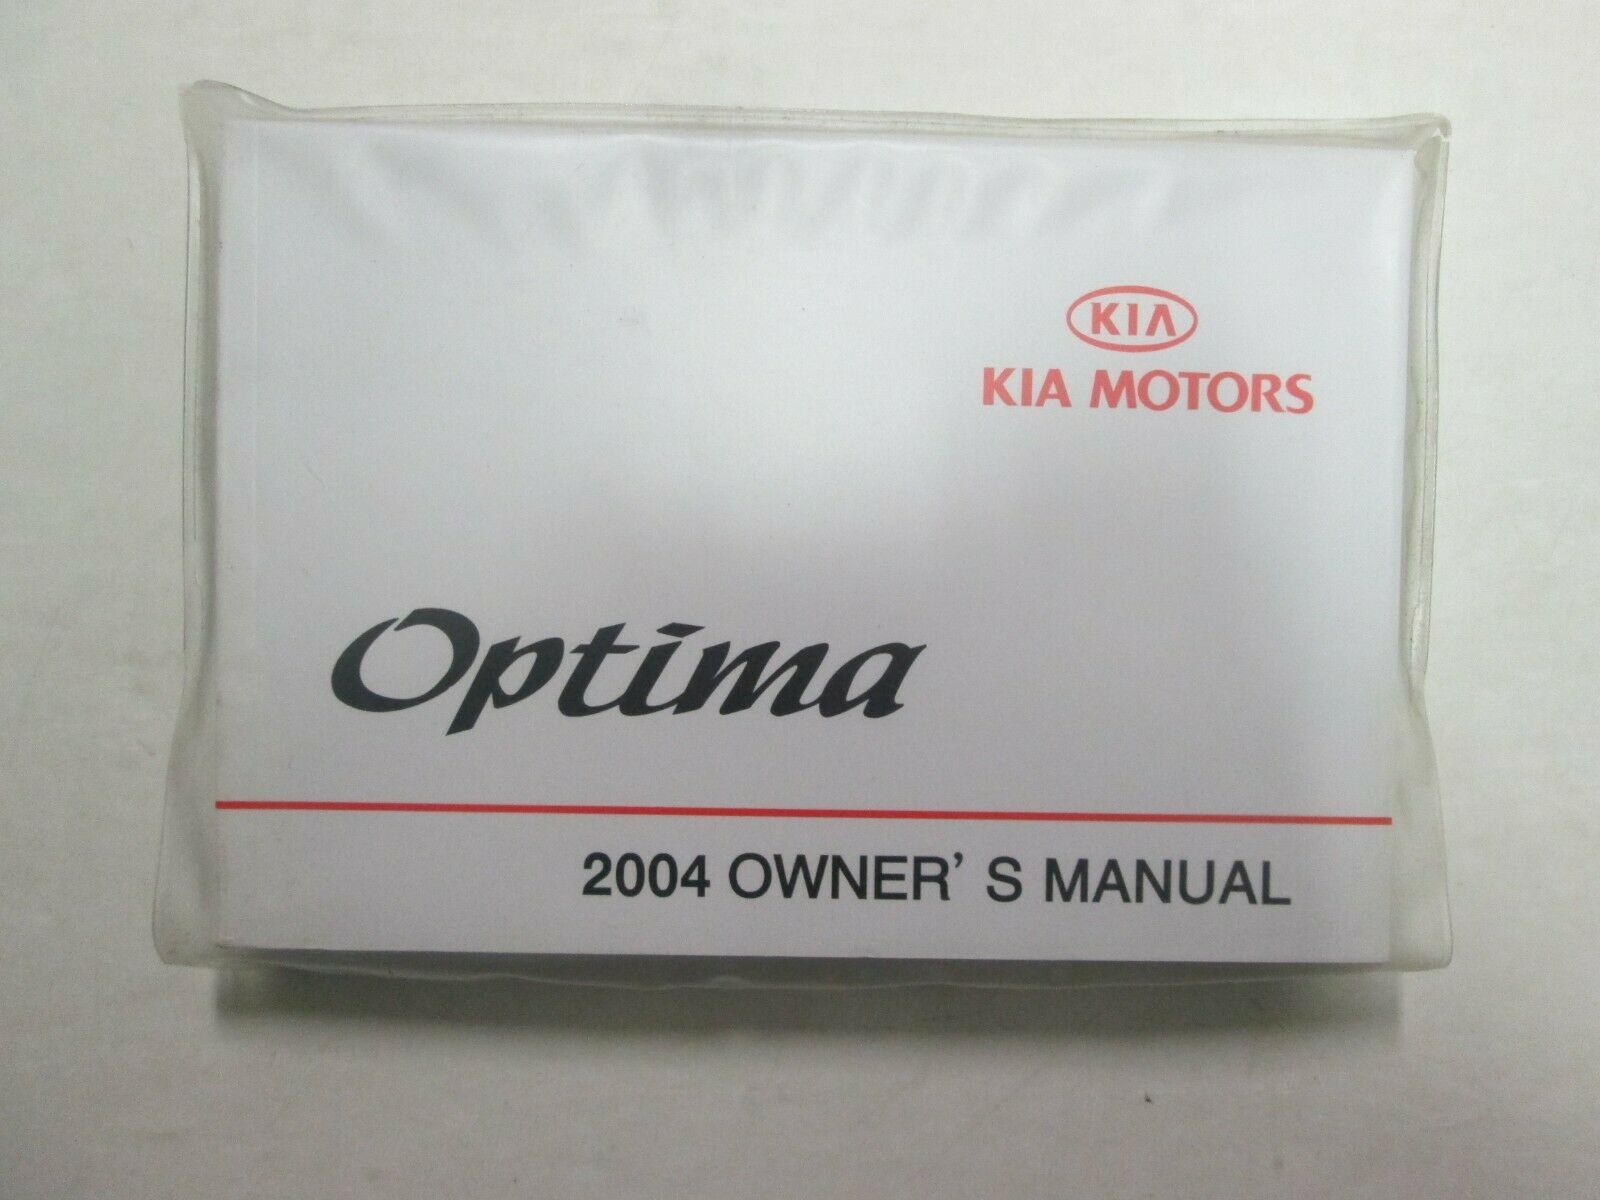 KIA
KIA MOTORS
Optima
2004 OWNER' S MANUAL